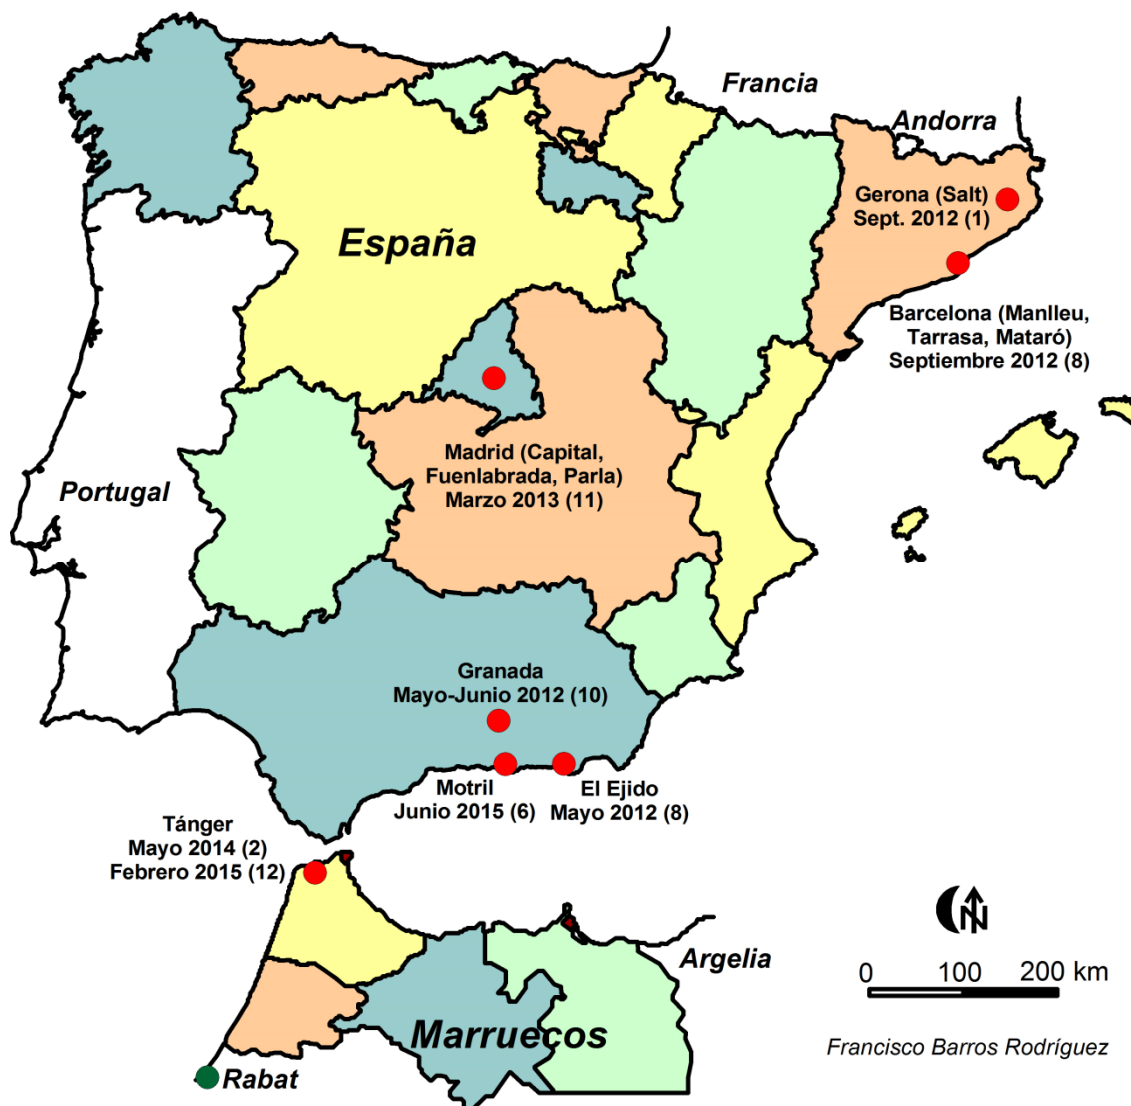 Francia
Andorra
Gerona (Salt)
Sept. 2012 (1)
España
Barcelona (Manlleu,
Tarrasa, Mataró)
Septiembre 2012 (8)
Madrid (Capital,
Fuenlabrada, Parla)
Marzo 2013 (11)
Portugal
Granada
Mayo-Junio 2012 (10)
Motril
Junio 2015 (6)
El Ejido
Mayo 2012 (8)
Tánger
Mayo 2014 (2)
Febrero 2015 (12)
N
Argelia
0 100 200 km
Marruecos
Francisco Barros Rodríguez
Rabat